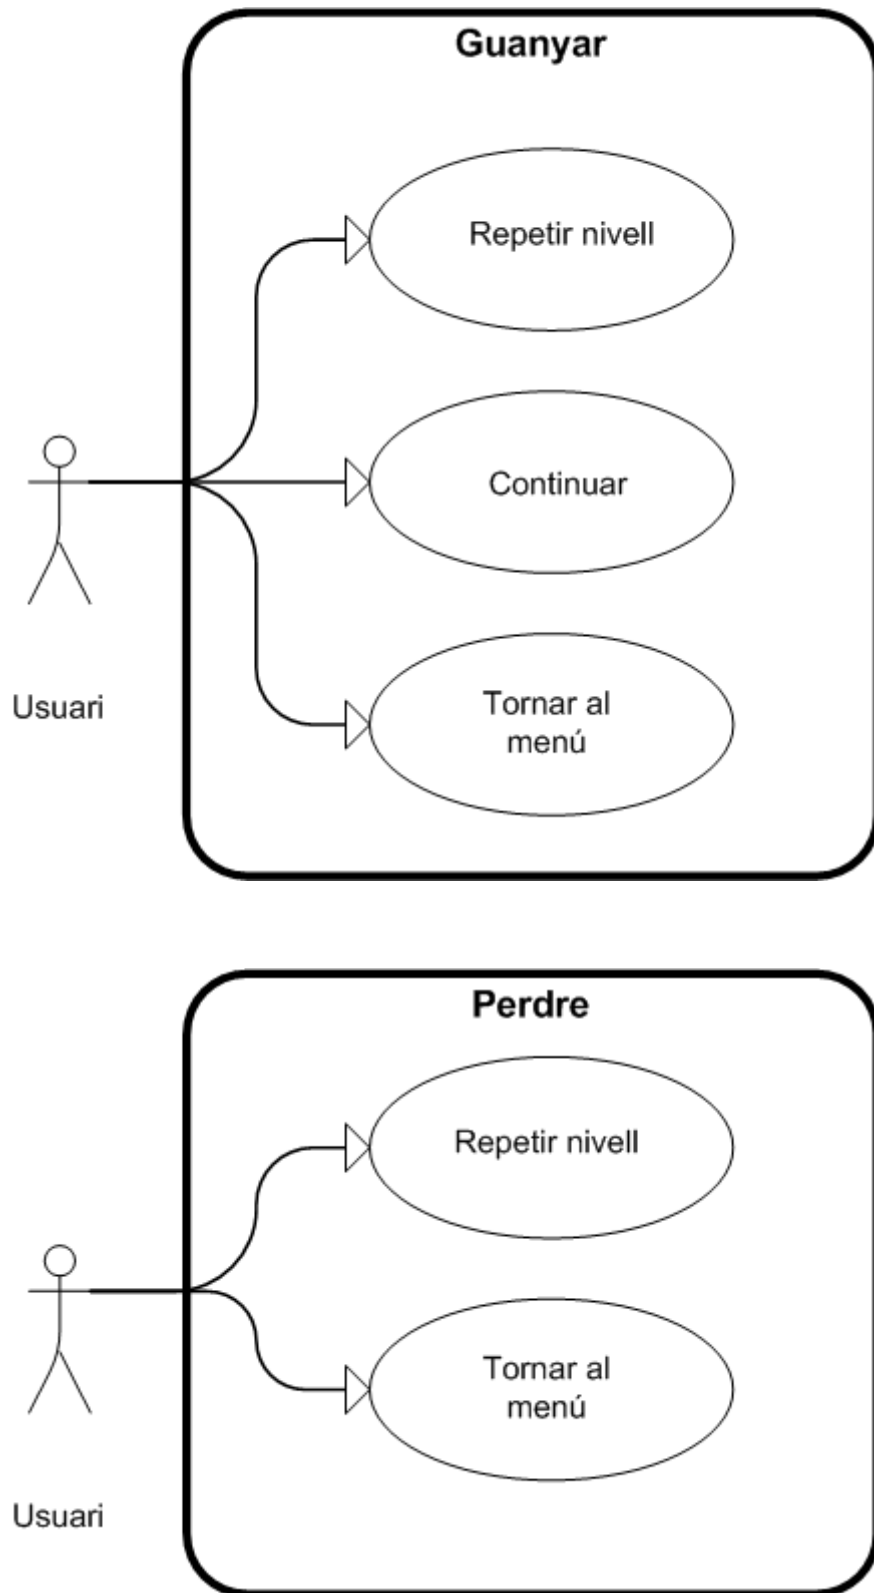 Guanyar
Repetir nivell
Continuar
Usuari
Tornar al
menú
Perdre
Repetir nivell
Tornar al
menú
Usuari